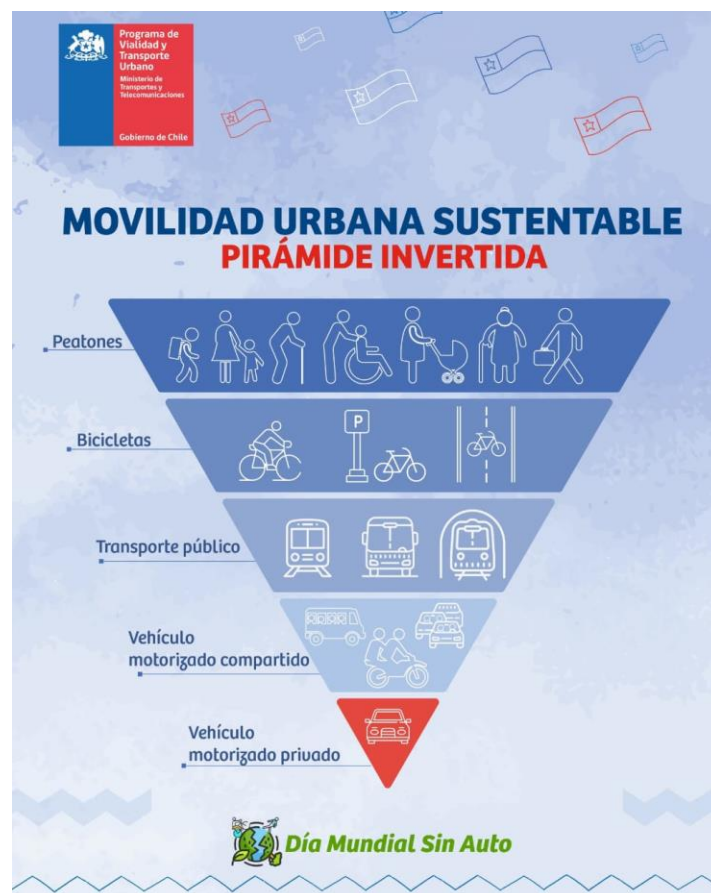 Programa de
Vialidad y
Transporte
Urbano
Ministerio de
Transportes y
Telecomunicaciones
Gobierno de Chile
MOVILIDAD URBANA SUSTENTABLE
PIRÁMIDE INVERTIDA
Peatones
Bicicletas
P
Transporte público
Vehículo
motorizado compartido
Vehículo
motorizado privado
Día Mundial Sin Auto